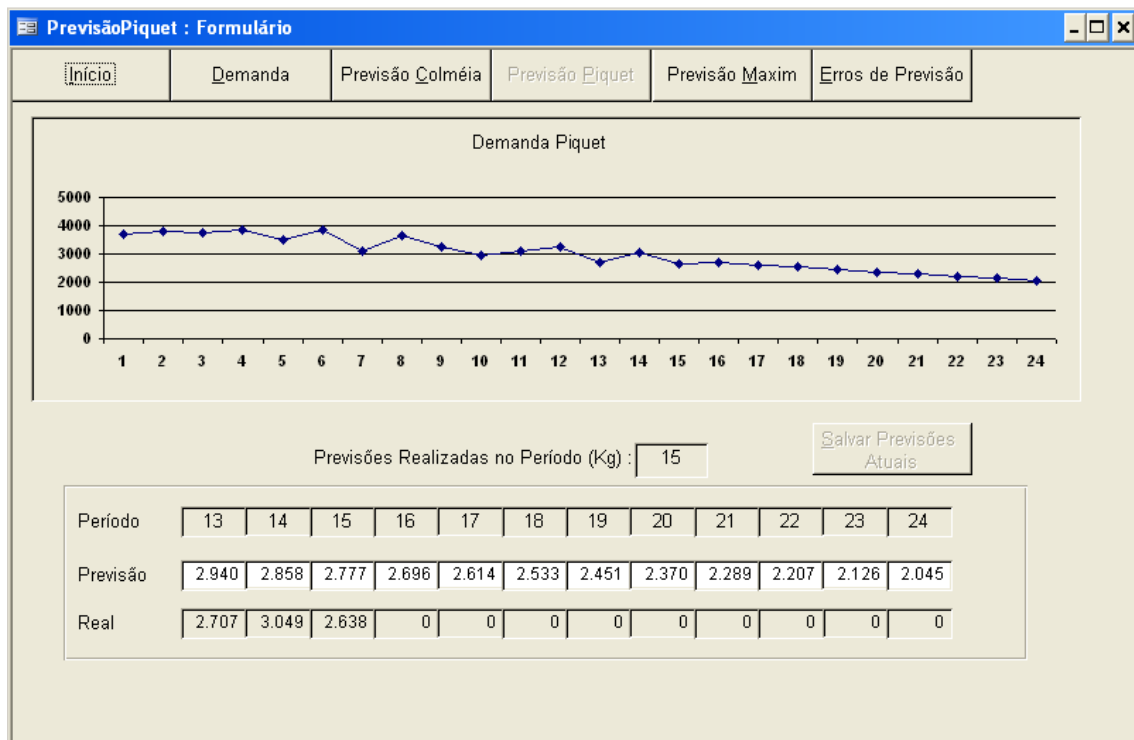 PrevisãoPiquet : Formulário
Início Demanda Previsão Colméia Previsão Piquet Previsão Maxim Erros de Previsão
Demanda Piquet
5000
4000
3000
2000
1000
0
1 2 3 4 5 6 7 8 9 10 11 12 13 14 15 16 17 18 19 20 21 22 23 24
Previsões Realizadas no Período (Kg) : 15
Salvar Previsões
Atuais
Período 13 14 15 16 17 18 19 20 21 22 23 24
Previsão 2.940 2.858 2.777 2.696 2.614 2.533 2.451 2.370 2.289 2.207 2.126 2.045
Real 2.707 3.049 2.638 0 0 0 0 0 0 0 0 0